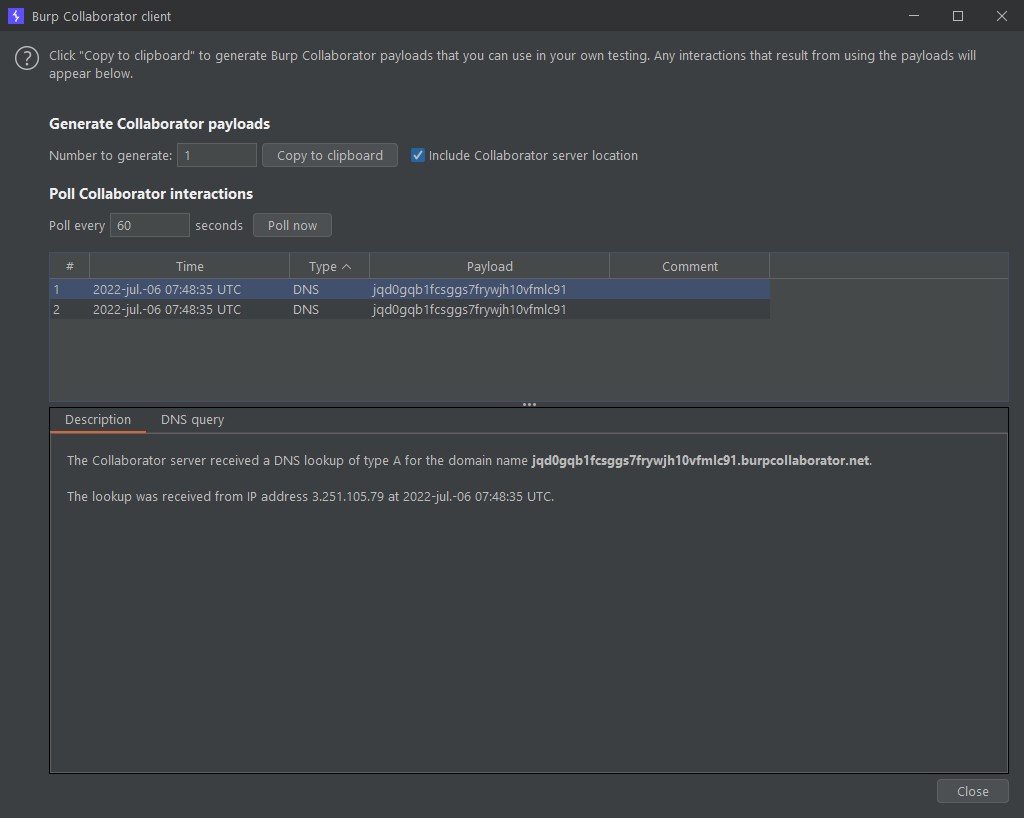 Burp Collaborator client
Click "Copy to clipboard" to generate Burp Collaborator payloads that you can use in your own testing. Any interactions that result from using the payloads will
appear below.
Generate Collaborator payloads
Number to generate: 1 Copy to clipboard Include Collaborator server location
Poll Collaborator interactions
Poll every 60 seconds Poll now
# Time Type Payload Comment
1 2022-jul.-06 07:48:35 UTC DNS jqd0gqb1fcsggs7frywjh10vfmlc91
2 2022-jul.-06 07:48:35 UTC DNS jqd0gqb1fcsggs7frywjh10vfmlc91
Description DNS query
The Collaborator server received a DNS lookup of type A for the domain name jqd0gqb1fcsggs7frywjh10vfmlc91.burpcollaborator.net.
The lookup was received from IP address 3.251.105.79 at 2022-jul.-06 07:48:35 UTC.
Close